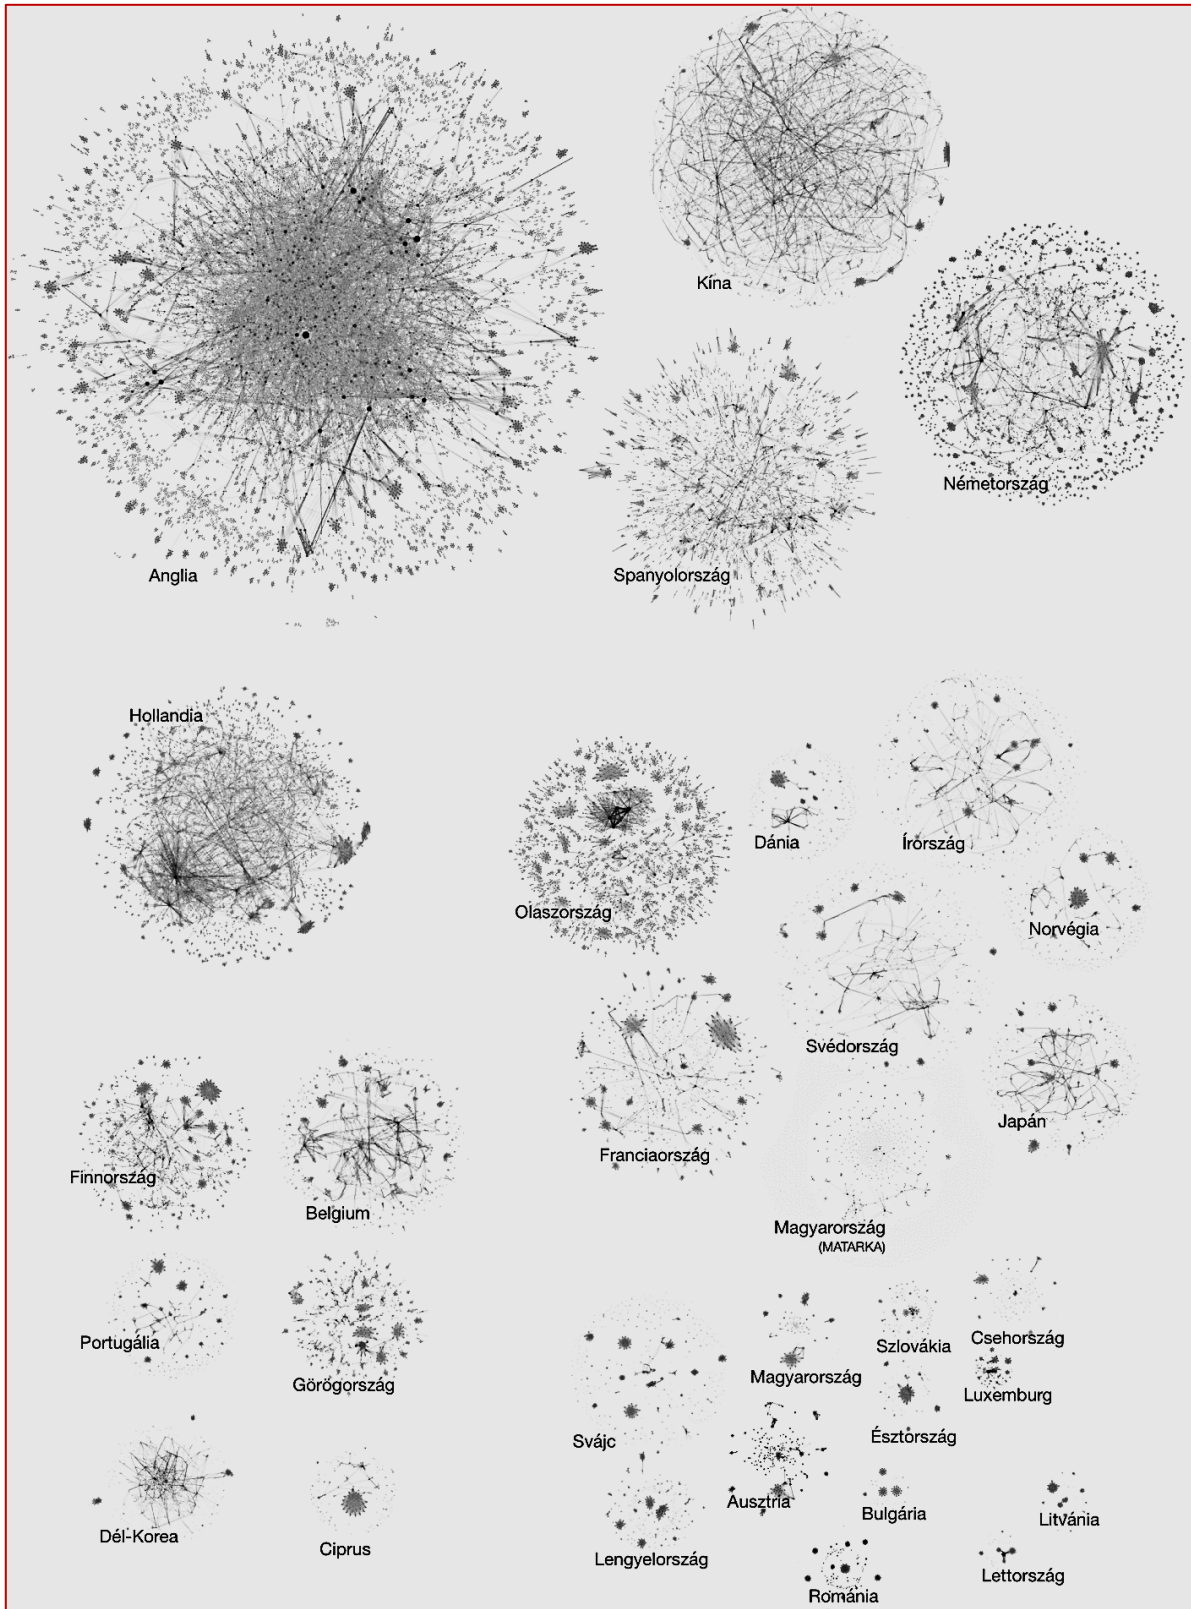 Kína
Németország
Anglia
Spanyolország
Hollandia
Dánia
Írország
Olaszország
Norvégia
Svédország
Japán
Franciaország
Finnország
Belgium
Magyarország
(MATARKA)
Portugália
Görögország
Svájc
Magyarország
Szlovákia
Csehország
Luxemburg
Észtország
Dél-Korea
Ciprus
Lengyelország
Ausztria
Bulgária
Litvánia
Románia
Lettország